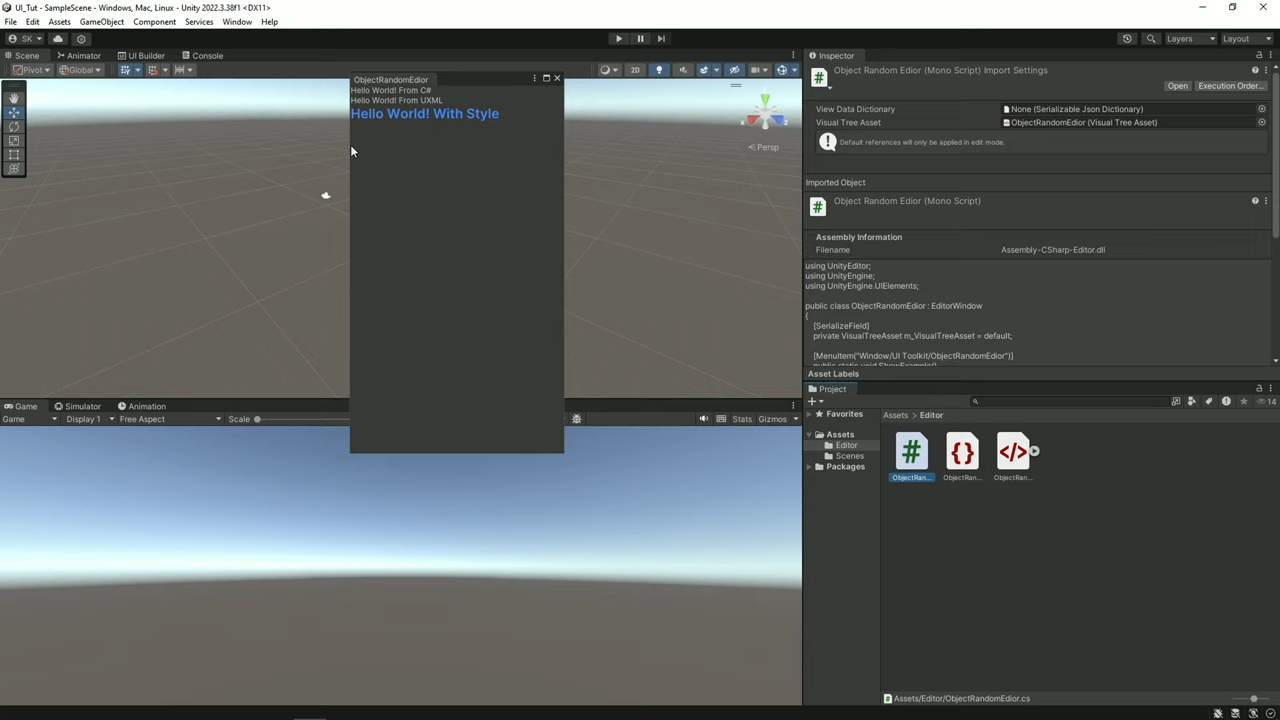 UI_Tut - SampleScene - Windows, Mac, Linux - Unity 2022.3.38f1 <DX11>
File Edit Assets GameObject Component Services Window Help
SK
Layers Layout
Scene Animator UI Builder Console
Pivot Global
2D
Persp
ObjectRandomEdior
Hello World! From C#
Hello World! From UXML
Hello World! With Style
Inspector
Object Random Edior (Mono Script) Import Settings
Open Execution Order...
View Data Dictionary None (Serializable Json Dictionary)
Visual Tree Asset ObjectRandomEdior (Visual Tree Asset)
Default references will only be applied in edit mode.
Imported Object
Object Random Edior (Mono Script)
Assembly Information
Filename Assembly-CSharp-Editor.dll
using UnityEditor;
using UnityEngine;
using UnityEngine.UIElements;
public class ObjectRandomEdior : EditorWindow
{
[SerializeField]
private VisualTreeAsset m_VisualTreeAsset = default;
[MenuItem("Window/UI Toolkit/ObjectRandomEdior")]
public static void ShowExample()
Asset Labels
Game Simulator Animation
Game Display 1 Free Aspect Scale
Stats Gizmos
Project
14
Favorites
Assets
Editor
Scenes
Packages
Assets > Editor
ObjectRan...
ObjectRan...
ObjectRan...
Assets/Editor/ObjectRandomEdior.cs